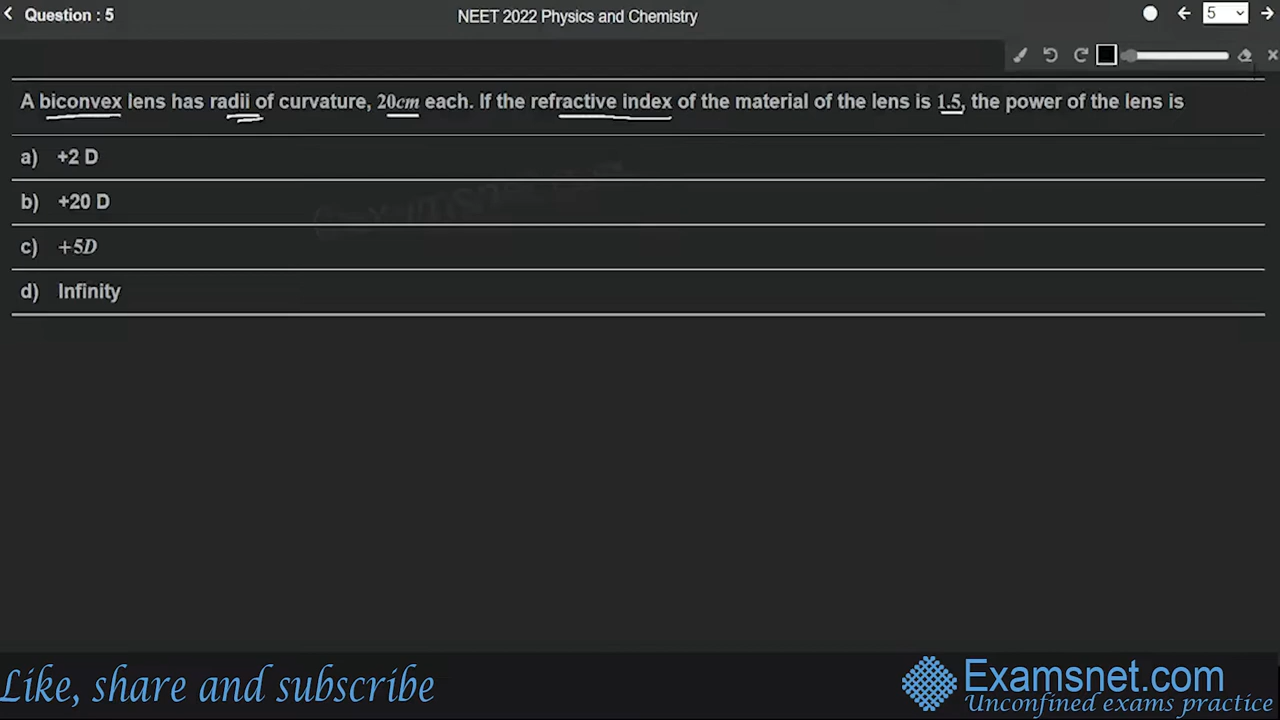 Question : 5
NEET 2022 Physics and Chemistry
5
A biconvex lens has radii of curvature, 20cm each. If the refractive index of the material of the lens is 1.5, the power of the lens is
a) +2 D
b) +20 D
c) +5D
d) Infinity
Like, share and subscribe
Examsnet.com
Unconfined exams practice